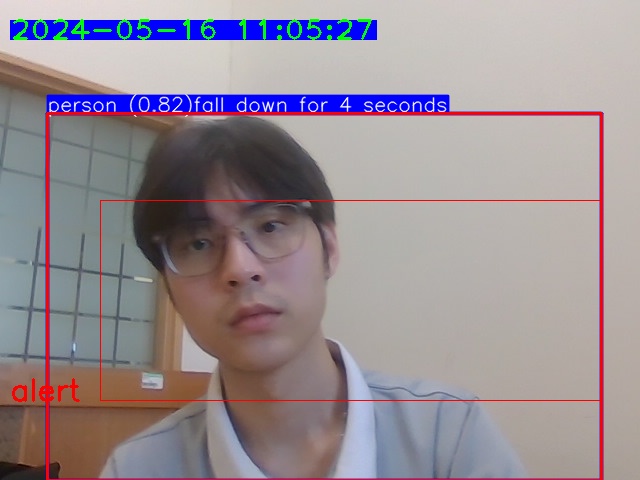 2024-05-16 11:05:27
person (0.82)fall down for 4 seconds
alert